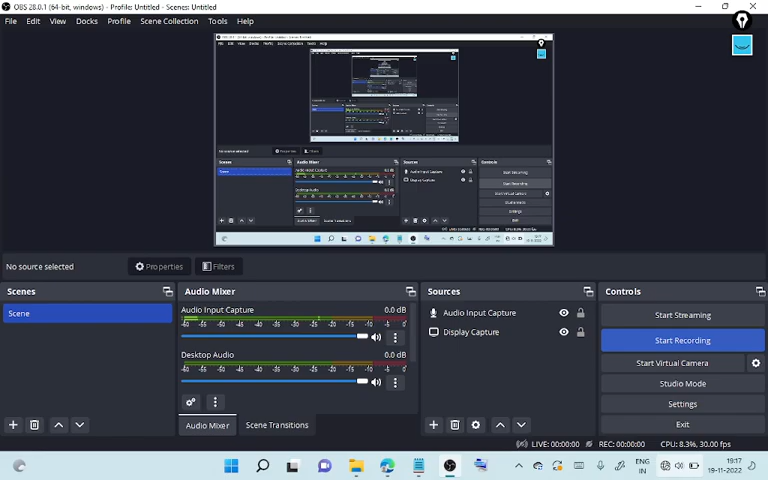 OBS 28.0.1 (64-bit, windows) - Profile: Untitled - Scenes: Untitled
File Edit View Docks Profile Scene Collection Tools Help
No source selected Properties Filters
Scenes
Scene
Audio Mixer
Audio Input Capture 0.0 dB
-60 -55 -50 -45 -40 -35 -30 -25 -20 -15 -10 -5 0
Desktop Audio 0.0 dB
-60 -55 -50 -45 -40 -35 -30 -25 -20 -15 -10 -5 0
Audio Mixer Scene Transitions
Sources
Audio Input Capture
Display Capture
Controls
Start Streaming
Start Recording
Start Virtual Camera
Studio Mode
Settings
Exit
LIVE: 00:00:00 REC: 00:00:00 CPU: 8.3%, 30.00 fps
ENG
IN
19:17
19-11-2022